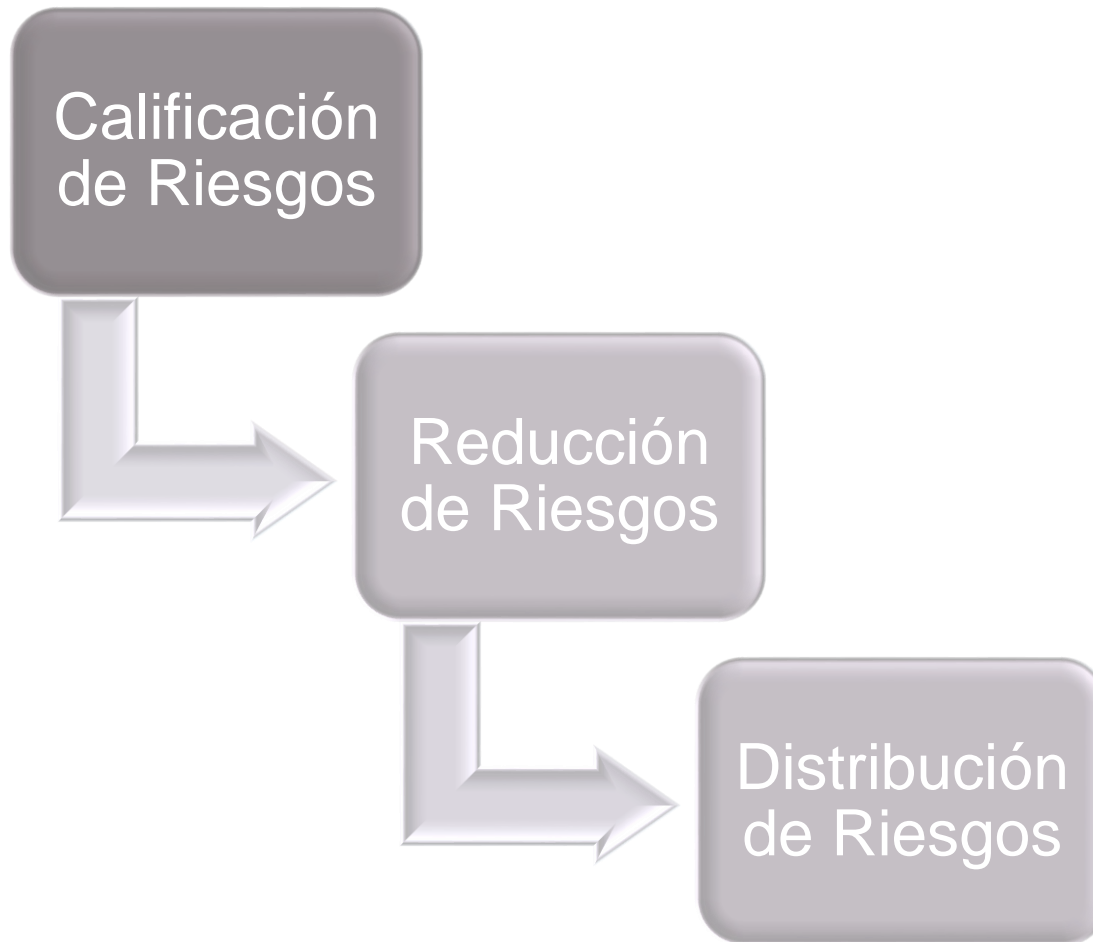 Calificación
de Riesgos
Reducción
de Riesgos
Distribución
de Riesgos